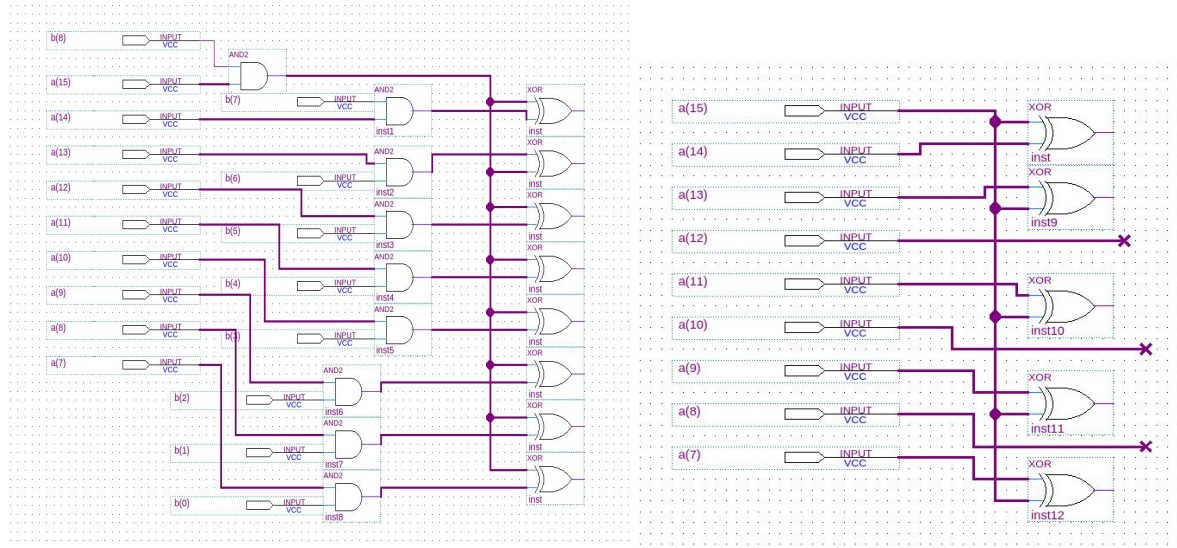 b(8)
INPUT
VCC
AND2
a(15)
INPUT
VCC
b(7)
INPUT
VCC
AND2
inst1
XOR
inst
a(14)
INPUT
VCC
a(13)
INPUT
VCC
AND2
inst2
XOR
inst
b(6)
INPUT
VCC
a(12)
INPUT
VCC
AND2
inst3
XOR
inst
b(5)
INPUT
VCC
a(11)
INPUT
VCC
AND2
inst4
XOR
inst
b(4)
INPUT
VCC
a(10)
INPUT
VCC
AND2
inst5
XOR
inst
b(3)
INPUT
VCC
a(9)
INPUT
VCC
a(8)
INPUT
VCC
a(7)
INPUT
VCC
AND2
inst6
XOR
inst
b(2)
INPUT
VCC
AND2
inst7
XOR
inst
b(1)
INPUT
VCC
AND2
inst8
XOR
inst
b(0)
INPUT
VCC
a(15)
INPUT
VCC
XOR
inst
a(14)
INPUT
VCC
a(13)
INPUT
VCC
XOR
inst9
a(12)
INPUT
VCC
a(11)
INPUT
VCC
XOR
inst10
a(10)
INPUT
VCC
a(9)
INPUT
VCC
XOR
inst11
a(8)
INPUT
VCC
a(7)
INPUT
VCC
XOR
inst12